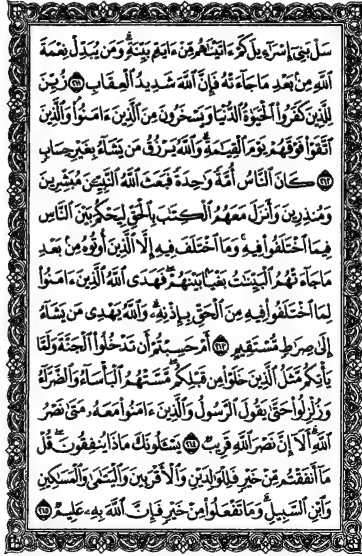 سَلْ بَنِىٓ إِسْرَٰٓءِيلَ كَمْ ءَاتَيْنَٰهُم مِّنْ ءَايَةٍۭ بَيِّنَةٍۗ وَمَن يُبَدِّلْ نِعْمَةَ
ٱللَّهِ مِنۢ بَعْدِ مَا جَآءَتْهُ فَإِنَّ ٱللَّهَ شَدِيدُ ٱلْعِقَابِ ٢١١ زُيِّنَ
لِلَّذِينَ كَفَرُوا۟ ٱلْحَيَوٰةُ ٱلدُّنْيَا وَيَسْخَرُونَ مِنَ ٱلَّذِينَ ءَامَنُوا۟ۘ وَٱلَّذِينَ
ٱتَّقَوْا۟ فَوْقَهُمْ يَوْمَ ٱلْقِيَٰمَةِۗ وَٱللَّهُ يَرْزُقُ مَن يَشَآءُ بِغَيْرِ حِسَابٍ
٢١٢ كَانَ ٱلنَّاسُ أُمَّةً وَٰحِدَةً فَبَعَثَ ٱللَّهُ ٱلنَّبِيِّـۧنَ مُبَشِّرِينَ
وَمُنذِرِينَ وَأَنزَلَ مَعَهُمُ ٱلْكِتَٰبَ بِٱلْحَقِّ لِيَحْكُمَ بَيْنَ ٱلنَّاسِ
فِيمَا ٱخْتَلَفُوا۟ فِيهِۚ وَمَا ٱخْتَلَفَ فِيهِ إِلَّا ٱلَّذِينَ أُوتُوهُ مِنۢ بَعْدِ
مَا جَآءَتْهُمُ ٱلْبَيِّنَٰتُ بَغْيًۢا بَيْنَهُمْۖ فَهَدَى ٱللَّهُ ٱلَّذِينَ ءَامَنُوا۟
لِمَا ٱخْتَلَفُوا۟ فِيهِ مِنَ ٱلْحَقِّ بِإِذْنِهِۦۗ وَٱللَّهُ يَهْدِى مَن يَشَآءُ
إِلَىٰ صِرَٰطٍ مُّسْتَقِيمٍ ٢١٣ أَمْ حَسِبْتُمْ أَن تَدْخُلُوا۟ ٱلْجَنَّةَ وَلَمَّا
يَأْتِكُم مَّثَلُ ٱلَّذِينَ خَلَوْا۟ مِن قَبْلِكُمۖ مَّسَّتْهُمُ ٱلْبَأْسَآءُ وَٱلضَّرَّآءُ
وَزُلْزِلُوا۟ حَتَّىٰ يَقُولَ ٱلرَّسُولُ وَٱلَّذِينَ ءَامَنُوا۟ مَعَهُۥ مَتَىٰ نَصْرُ
ٱللَّهِۗ أَلَآ إِنَّ نَصْرَ ٱللَّهِ قَرِيبٌ ٢١٤ يَسْـَٔلُونَكَ مَاذَا يُنفِقُونَۖ قُلْ
مَآ أَنفَقْتُم مِّنْ خَيْرٍ فَلِلْوَٰلِدَيْنِ وَٱلْأَقْرَبِينَ وَٱلْيَتَٰمَىٰ وَٱلْمَسَٰكِينِ
وَٱبْنِ ٱلسَّبِيلِۗ وَمَا تَفْعَلُوا۟ مِنْ خَيْرٍ فَإِنَّ ٱللَّهَ بِهِۦ عَلِيمٌ ٢١٥